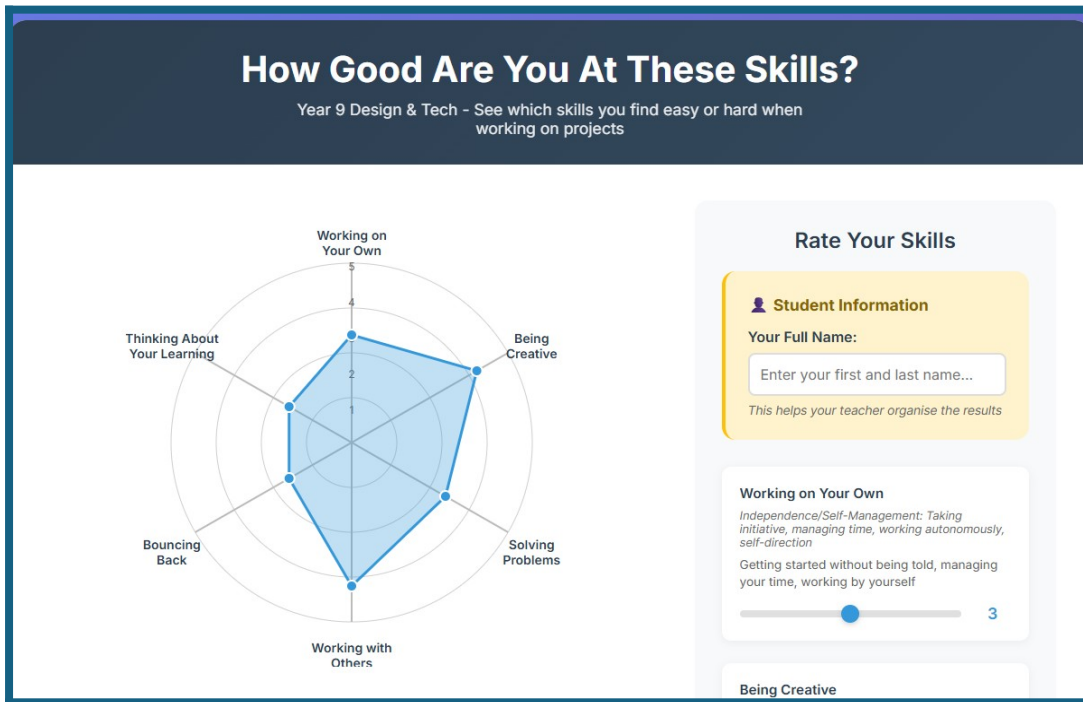 How Good Are You At These Skills?
Year 9 Design & Tech - See which skills you find easy or hard when
working on projects
Working on
Your Own
5
4
3
2
1
Thinking About
Your Learning
Being
Creative
Bouncing
Back
Solving
Problems
Working with
Others
Rate Your Skills
Student Information
Your Full Name:
Enter your first and last name...
This helps your teacher organise the results
Working on Your Own
Independence/Self-Management: Taking
initiative, managing time, working autonomously,
self-direction
Getting started without being told, managing
your time, working by yourself
3
Being Creative